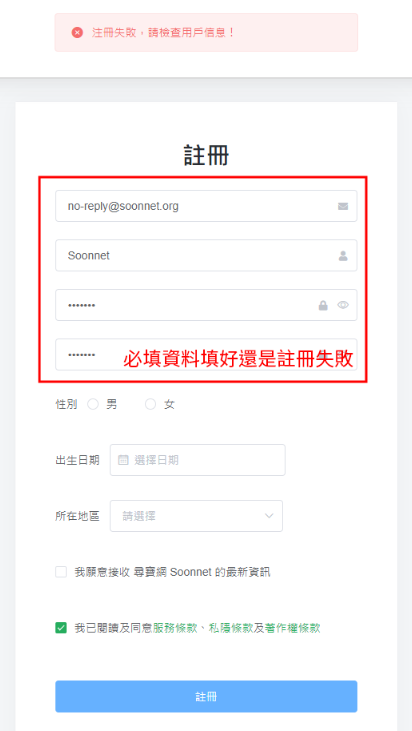 註冊失敗，請檢查用戶信息！
註冊
no-reply@soonnet.org
Soonnet
•••••••
•••••••
必填資料填好還是註冊失敗
性別 男 女
出生日期 選擇日期
所在地區 請選擇
我願意接收 尋寶網 Soonnet 的最新資訊
我已閱讀及同意服務條款、私隱條款及著作權條款
註冊